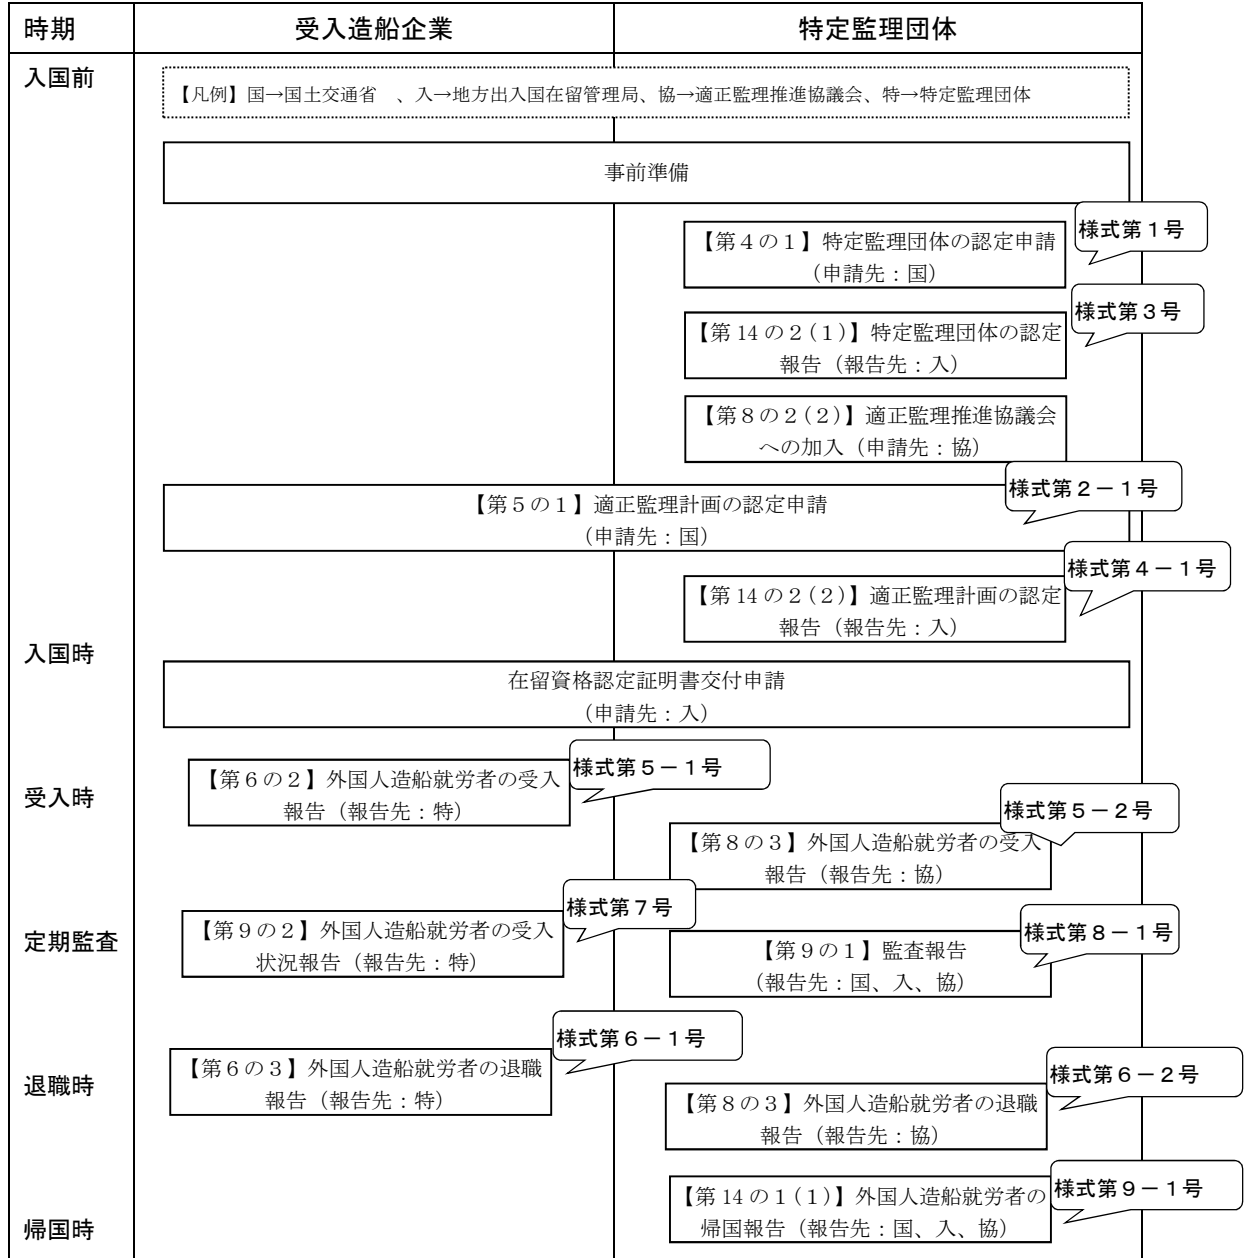 時期
受入造船企業
特定監理団体
入国前
【凡例】国→国土交通省　、入→地方出入国在留管理局、協→適正監理推進協議会、特→特定監理団体
事前準備
様式第１号
【第４の１】特定監理団体の認定申請
（申請先：国）
様式第３号
【第 14 の２(１)】特定監理団体の認定
報告（報告先：入）
【第８の２(２)】適正監理推進協議会
への加入（申請先：協）
様式第２－１号
【第５の１】適正監理計画の認定申請
（申請先：国）
様式第４－１号
【第 14 の２(２)】適正監理計画の認定
報告（報告先：入）
入国時
在留資格認定証明書交付申請
（申請先：入）
受入時
様式第５－１号
【第６の２】外国人造船就労者の受入
報告（報告先：特）
様式第５－２号
【第８の３】外国人造船就労者の受入
報告（報告先：協）
定期監査
様式第７号
【第９の２】外国人造船就労者の受入
状況報告（報告先：特）
様式第８－１号
【第９の１】監査報告
（報告先：国、入、協）
退職時
様式第６－１号
【第６の３】外国人造船就労者の退職
報告（報告先：特）
様式第６－２号
【第８の３】外国人造船就労者の退職
報告（報告先：協）
帰国時
様式第９－１号
【第 14 の１(１)】外国人造船就労者の
帰国報告（報告先：国、入、協）